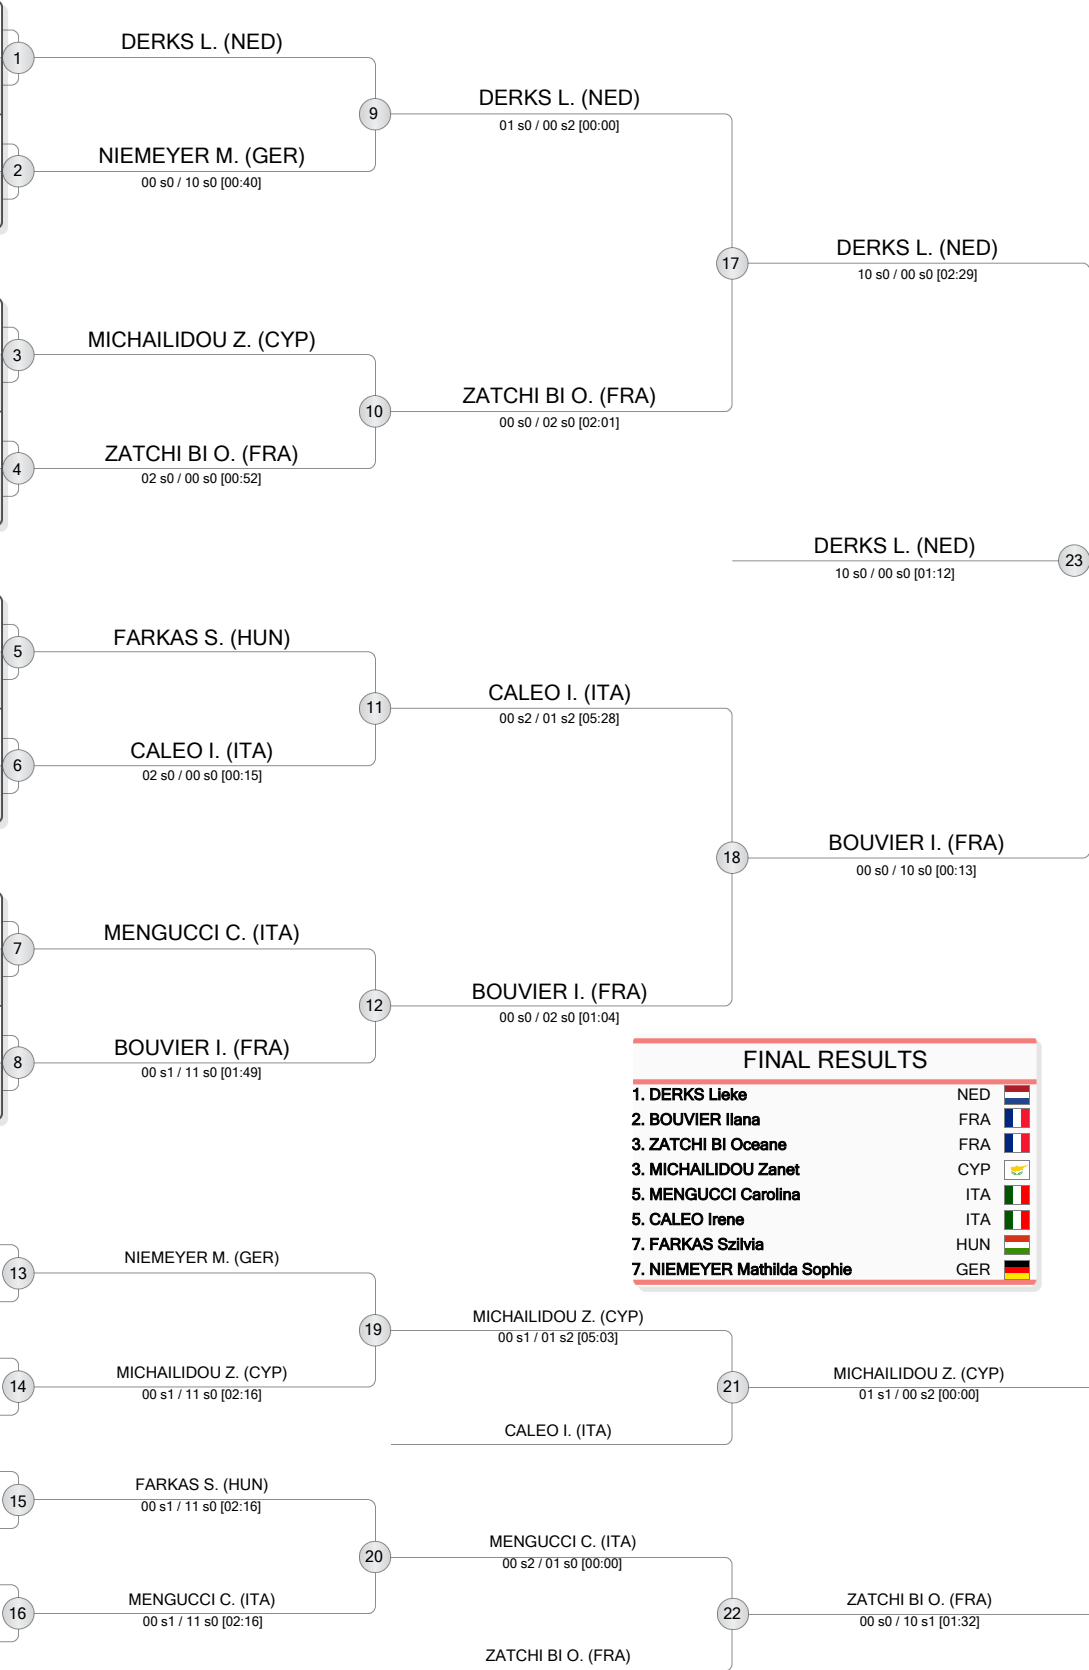 1
DERKS L. (NED)
9
DERKS L. (NED)
01 s0 / 00 s2 [00:00]
2
NIEMEYER M. (GER)
00 s0 / 10 s0 [00:40]
17
DERKS L. (NED)
10 s0 / 00 s0 [02:29]
3
MICHAILIDOU Z. (CYP)
10
ZATCHI BI O. (FRA)
00 s0 / 02 s0 [02:01]
4
ZATCHI BI O. (FRA)
02 s0 / 00 s0 [00:52]
DERKS L. (NED)
10 s0 / 00 s0 [01:12]
23
5
FARKAS S. (HUN)
11
CALEO I. (ITA)
00 s2 / 01 s2 [05:28]
6
CALEO I. (ITA)
02 s0 / 00 s0 [00:15]
18
BOUVIER I. (FRA)
00 s0 / 10 s0 [00:13]
7
MENGUCCI C. (ITA)
12
BOUVIER I. (FRA)
00 s0 / 02 s0 [01:04]
8
BOUVIER I. (FRA)
00 s1 / 11 s0 [01:49]
FINAL RESULTS
1. DERKS Lieke NED
2. BOUVIER Ilana FRA
3. ZATCHI BI Oceane FRA
3. MICHAILIDOU Zanet CYP
5. MENGUCCI Carolina ITA
5. CALEO Irene ITA
7. FARKAS Szilvia HUN
7. NIEMEYER Mathilda Sophie GER
13
NIEMEYER M. (GER)
19
MICHAILIDOU Z. (CYP)
00 s1 / 01 s2 [05:03]
14
MICHAILIDOU Z. (CYP)
00 s1 / 11 s0 [02:16]
21
MICHAILIDOU Z. (CYP)
01 s1 / 00 s2 [00:00]
CALEO I. (ITA)
15
FARKAS S. (HUN)
00 s1 / 11 s0 [02:16]
20
MENGUCCI C. (ITA)
00 s2 / 01 s0 [00:00]
16
MENGUCCI C. (ITA)
00 s1 / 11 s0 [02:16]
22
ZATCHI BI O. (FRA)
00 s0 / 10 s1 [01:32]
ZATCHI BI O. (FRA)